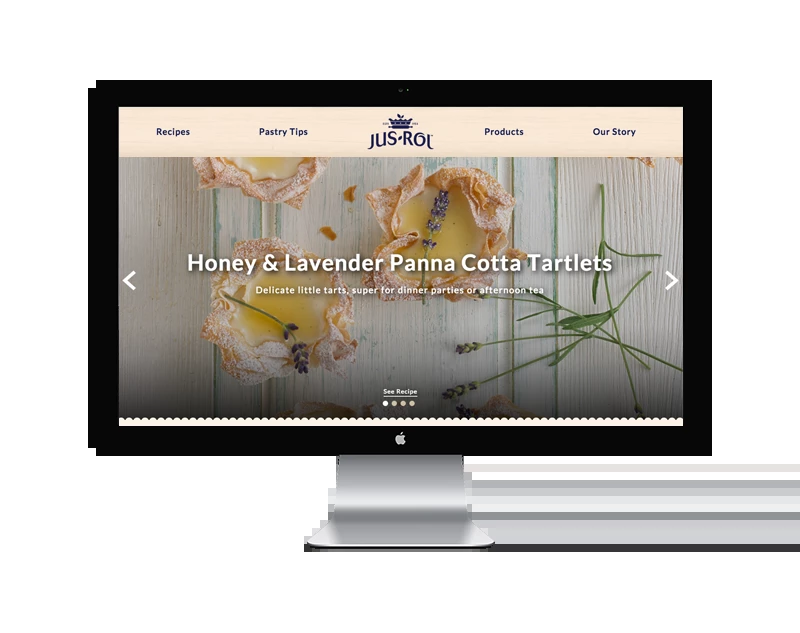 Recipes
Pastry Tips
JUS-RÔL
Products
Our Story
Honey & Lavender Panna Cotta Tartlets
Delicate little tarts, super for dinner parties or afternoon tea
See Recipe